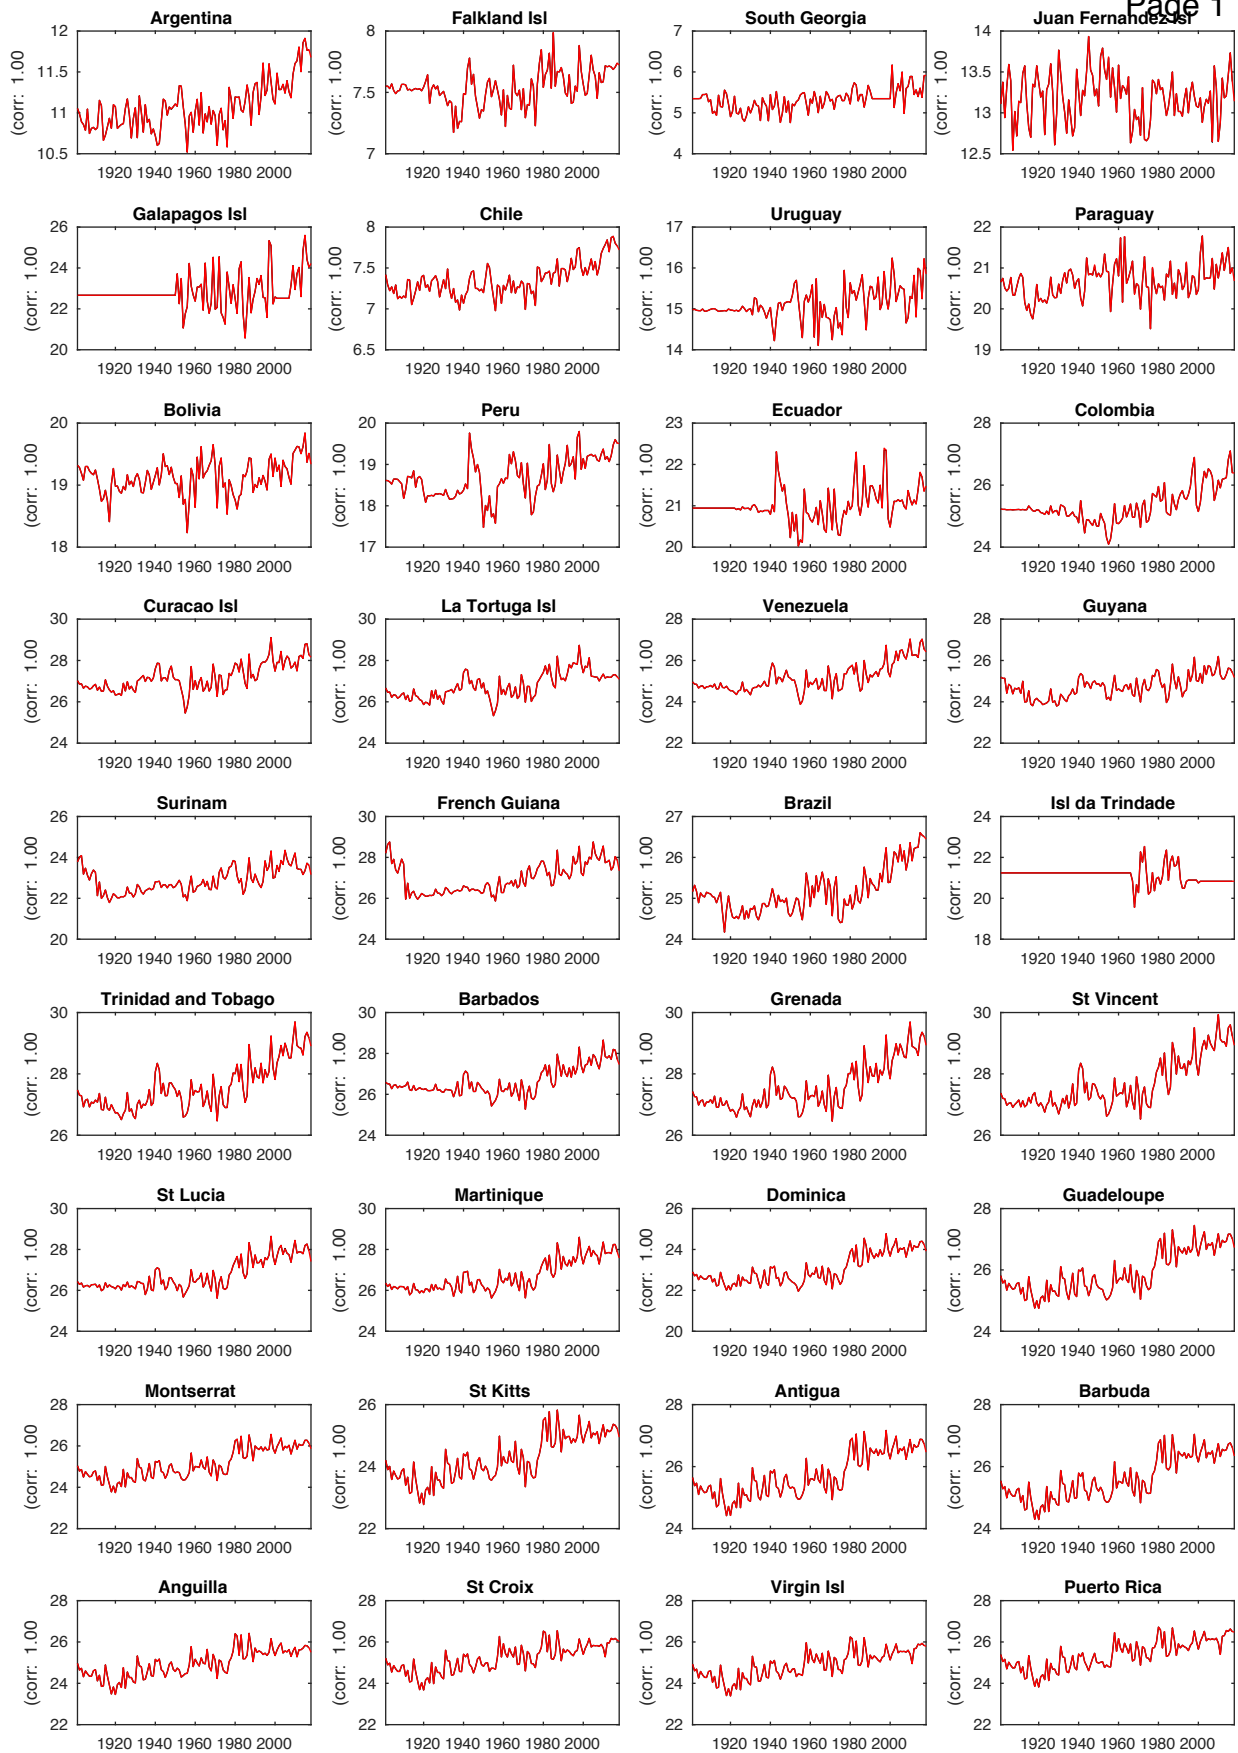 Page 1
Argentina Falkland Isl South Georgia Juan Fernandez Isl
12 8 7 14
11.5 6 13.5
11 7.5 13
5
10.5 7 4 12.5
(corr: 1.00 (corr: 1.00 (corr: 1.00 (corr: 1.00
1920 1940 1960 1980 2000 1920 1940 1960 1980 2000 1920 1940 1960 1980 2000 1920 1940 1960 1980 2000
Galapagos Isl Chile Uruguay Paraguay
26 8 17 22
24 7.5 16 21
22 7 15 20
20 6.5 14 19
(corr: 1.00 (corr: 1.00 (corr: 1.00 (corr: 1.00
1920 1940 1960 1980 2000 1920 1940 1960 1980 2000 1920 1940 1960 1980 2000 1920 1940 1960 1980 2000
Bolivia Peru Ecuador Colombia
20 20 23 28
19 22 26
19 18 21
18 17 20 24
(corr: 1.00 (corr: 1.00 (corr: 1.00 (corr: 1.00
1920 1940 1960 1980 2000 1920 1940 1960 1980 2000 1920 1940 1960 1980 2000 1920 1940 1960 1980 2000
Curacao Isl La Tortuga Isl Venezuela Guyana
30 30 28 28
28 28 26 26
26 26 24 24
24 24 22 22
(corr: 1.00 (corr: 1.00 (corr: 1.00 (corr: 1.00
1920 1940 1960 1980 2000 1920 1940 1960 1980 2000 1920 1940 1960 1980 2000 1920 1940 1960 1980 2000
Surinam French Guiana Brazil Isl da Trindade
26 30 27 24
24 28 26 22
22 26 25 20
20 24 24 18
(corr: 1.00 (corr: 1.00 (corr: 1.00 (corr: 1.00
1920 1940 1960 1980 2000 1920 1940 1960 1980 2000 1920 1940 1960 1980 2000 1920 1940 1960 1980 2000
Trinidad and Tobago Barbados Grenada St Vincent
30 30 30 30
28 28 28 28
26
26 24 26 26
(corr: 1.00 (corr: 1.00 (corr: 1.00 (corr: 1.00
1920 1940 1960 1980 2000 1920 1940 1960 1980 2000 1920 1940 1960 1980 2000 1920 1940 1960 1980 2000
St Lucia Martinique Dominica Guadeloupe
30 30 26 28
28 28 24
26 26 22 26
24 24 20 24
(corr: 1.00 (corr: 1.00 (corr: 1.00 (corr: 1.00
1920 1940 1960 1980 2000 1920 1940 1960 1980 2000 1920 1940 1960 1980 2000 1920 1940 1960 1980 2000
Montserrat St Kitts Antigua Barbuda
28 26 28 28
26 24 26 26
24
22 22 24 24
(corr: 1.00 (corr: 1.00 (corr: 1.00 (corr: 1.00
1920 1940 1960 1980 2000 1920 1940 1960 1980 2000 1920 1940 1960 1980 2000 1920 1940 1960 1980 2000
Anguilla St Croix Virgin Isl Puerto Rica
28 28 28 28
26 26 26 26
24 24 24 24
22 22 22 22
(corr: 1.00 (corr: 1.00 (corr: 1.00 (corr: 1.00
1920 1940 1960 1980 2000 1920 1940 1960 1980 2000 1920 1940 1960 1980 2000 1920 1940 1960 1980 2000